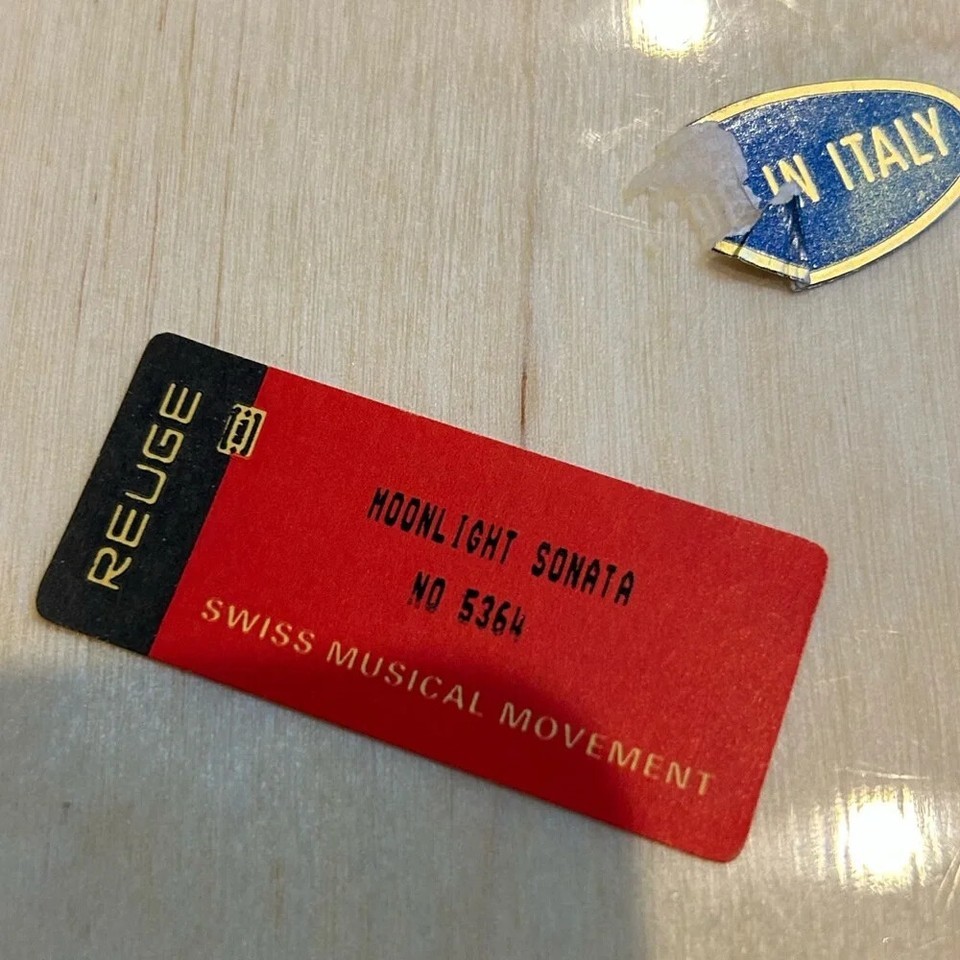 IN ITALY
REUGE
MOONLIGHT SONATA
NO 5364
SWISS MUSICAL MOVEMENT